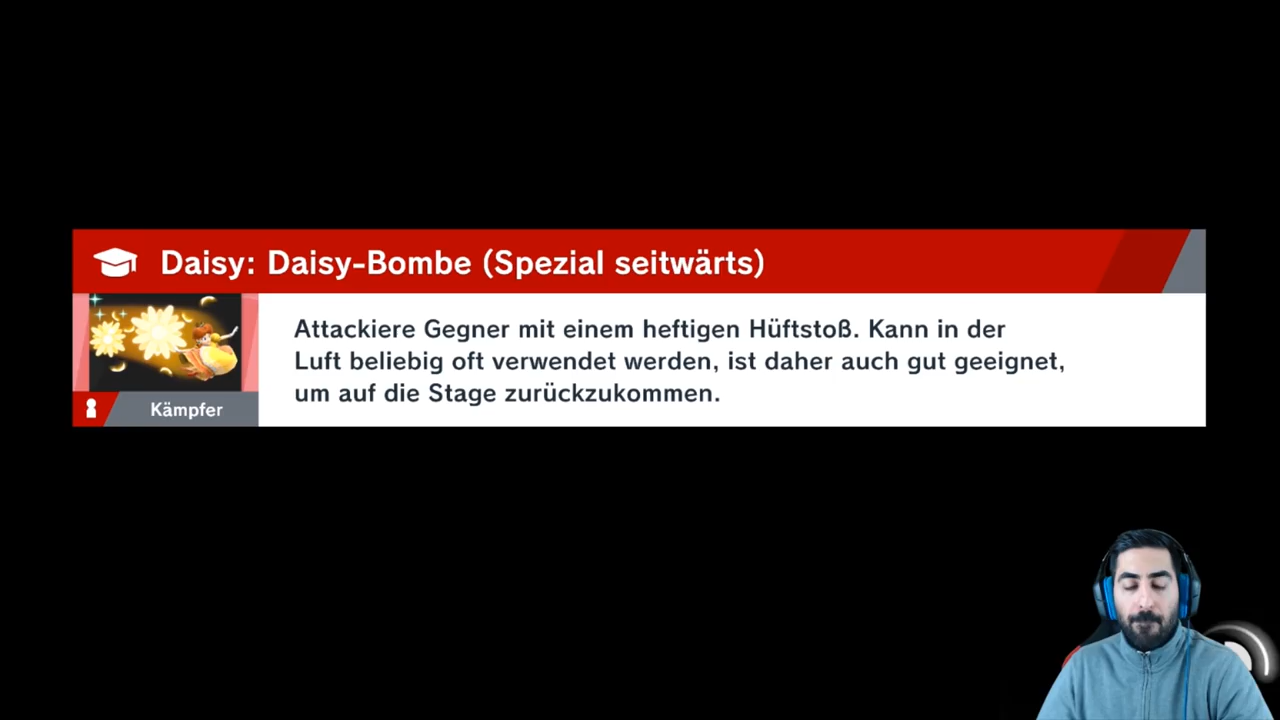 Daisy: Daisy-Bombe (Spezial seitwärts)
Attackiere Gegner mit einem heftigen Hüftstoß. Kann in der
Luft beliebig oft verwendet werden, ist daher auch gut geeignet,
um auf die Stage zurückzukommen.
Kämpfer